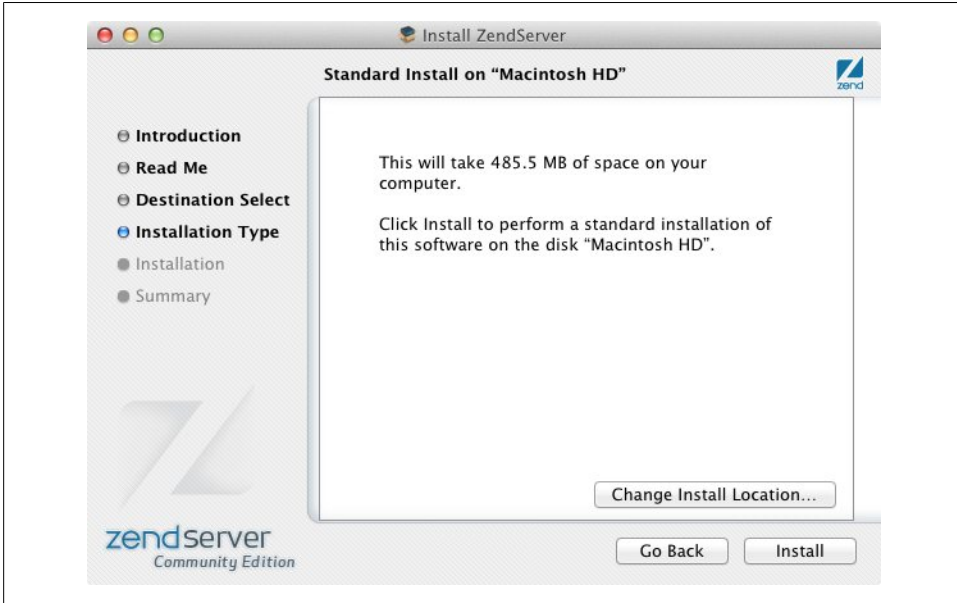 Install ZendServer
Standard Install on “Macintosh HD”
zend
Introduction
Read Me
Destination Select
Installation Type
Installation
Summary
This will take 485.5 MB of space on your
computer.
Click Install to perform a standard installation of
this software on the disk “Macintosh HD”.
Change Install Location...
zendserver
Community Edition
Go Back
Install